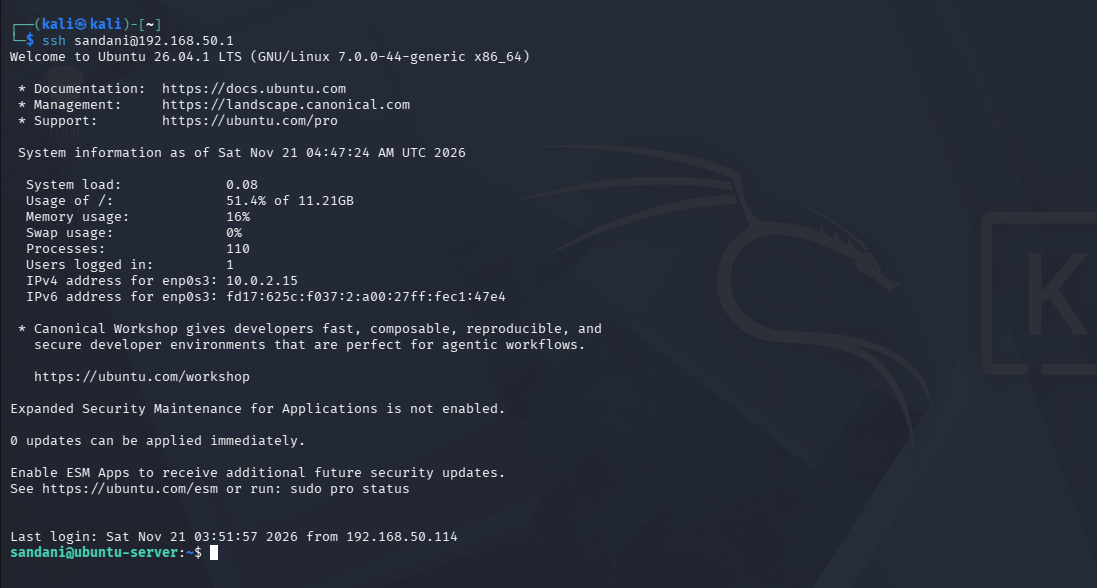 ┌──(kali㉿kali)-[~]
└─$ ssh sandani@192.168.50.1
Welcome to Ubuntu 26.04.1 LTS (GNU/Linux 7.0.0-44-generic x86_64)
* Documentation: https://docs.ubuntu.com
* Management: https://landscape.canonical.com
* Support: https://ubuntu.com/pro
Trash
System information as of Sat Nov 21 04:47:24 AM UTC 2026
System load: 0.08
Usage of /: 51.4% of 11.21GB
Memory usage: 16%
Swap usage: 0%
Processes: 110
Users logged in: 1
IPv4 address for enp0s3: 10.0.2.15
IPv6 address for enp0s3: fd17:625c:f037:2:a00:27ff:fec1:47e4
* Canonical Workshop gives developers fast, composable, reproducible, and
secure developer environments that are perfect for agentic workflows.
https://ubuntu.com/workshop
Expanded Security Maintenance for Applications is not enabled.
0 updates can be applied immediately.
Enable ESM Apps to receive additional future security updates.
See https://ubuntu.com/esm or run: sudo pro status
Last login: Sat Nov 21 03:51:57 2026 from 192.168.50.114
sandani@ubuntu-server:~$
K